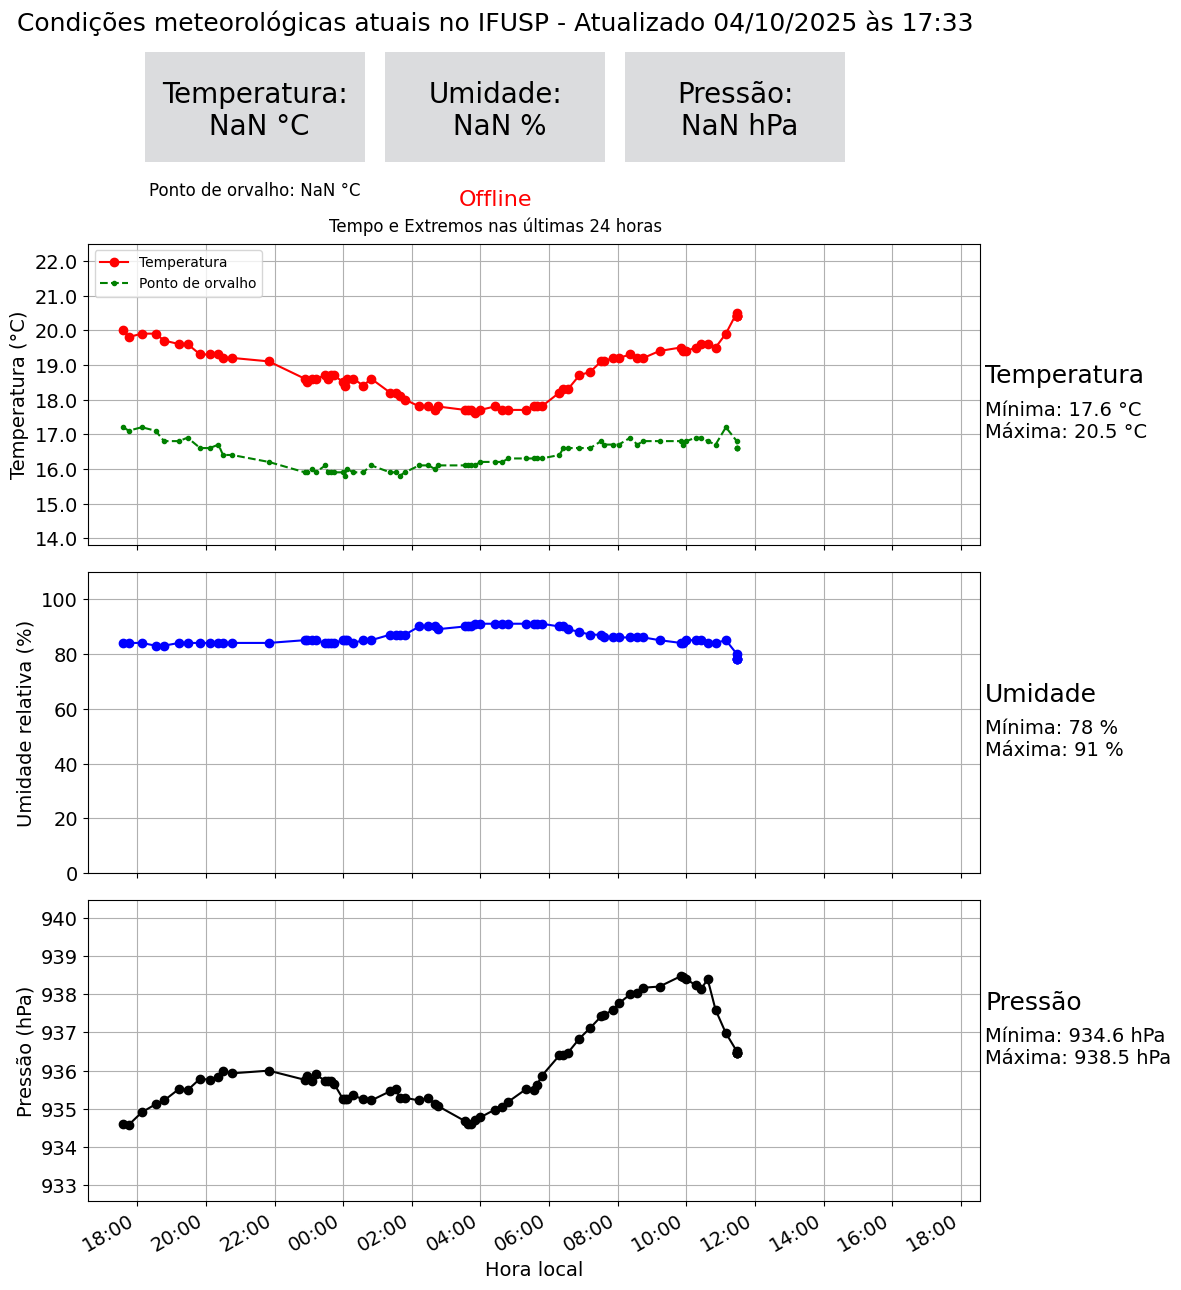 Condições meteorológicas atuais no IFUSP - Atualizado 04/10/2025 às 17:33
Temperatura:
NaN °C
Umidade:
NaN %
Pressão:
NaN hPa
Ponto de orvalho: NaN °C
Offline
Tempo e Extremos nas últimas 24 horas
Temperatura
Ponto de orvalho
22.0
21.0
20.0
19.0
18.0
17.0
16.0
15.0
14.0
Temperatura (°C)
Temperatura
Mínima: 17.6 °C
Máxima: 20.5 °C
100
80
60
40
20
0
Umidade relativa (%)
Umidade
Mínima: 78 %
Máxima: 91 %
940
939
938
937
936
935
934
933
Pressão (hPa)
Pressão
Mínima: 934.6 hPa
Máxima: 938.5 hPa
18:00
20:00
22:00
00:00
02:00
04:00
06:00
08:00
10:00
12:00
14:00
16:00
18:00
Hora local